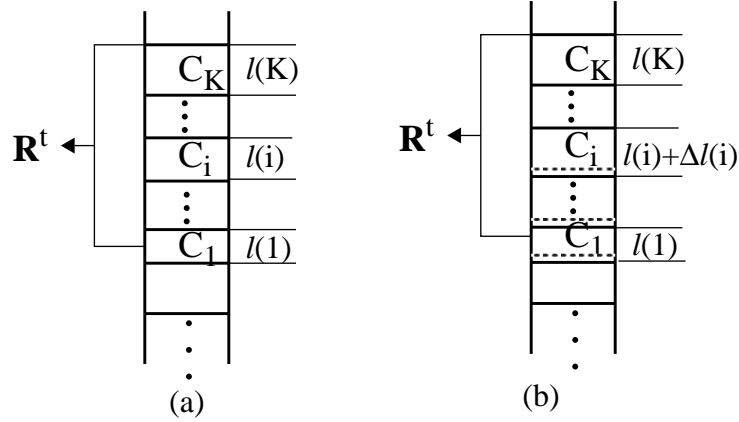 C_K l(K)
R^t C_i l(i)
C_1 l(1)
(a)
C_K l(K)
R^t C_i l(i)+Δl(i)
C_1 l(1)
(b)